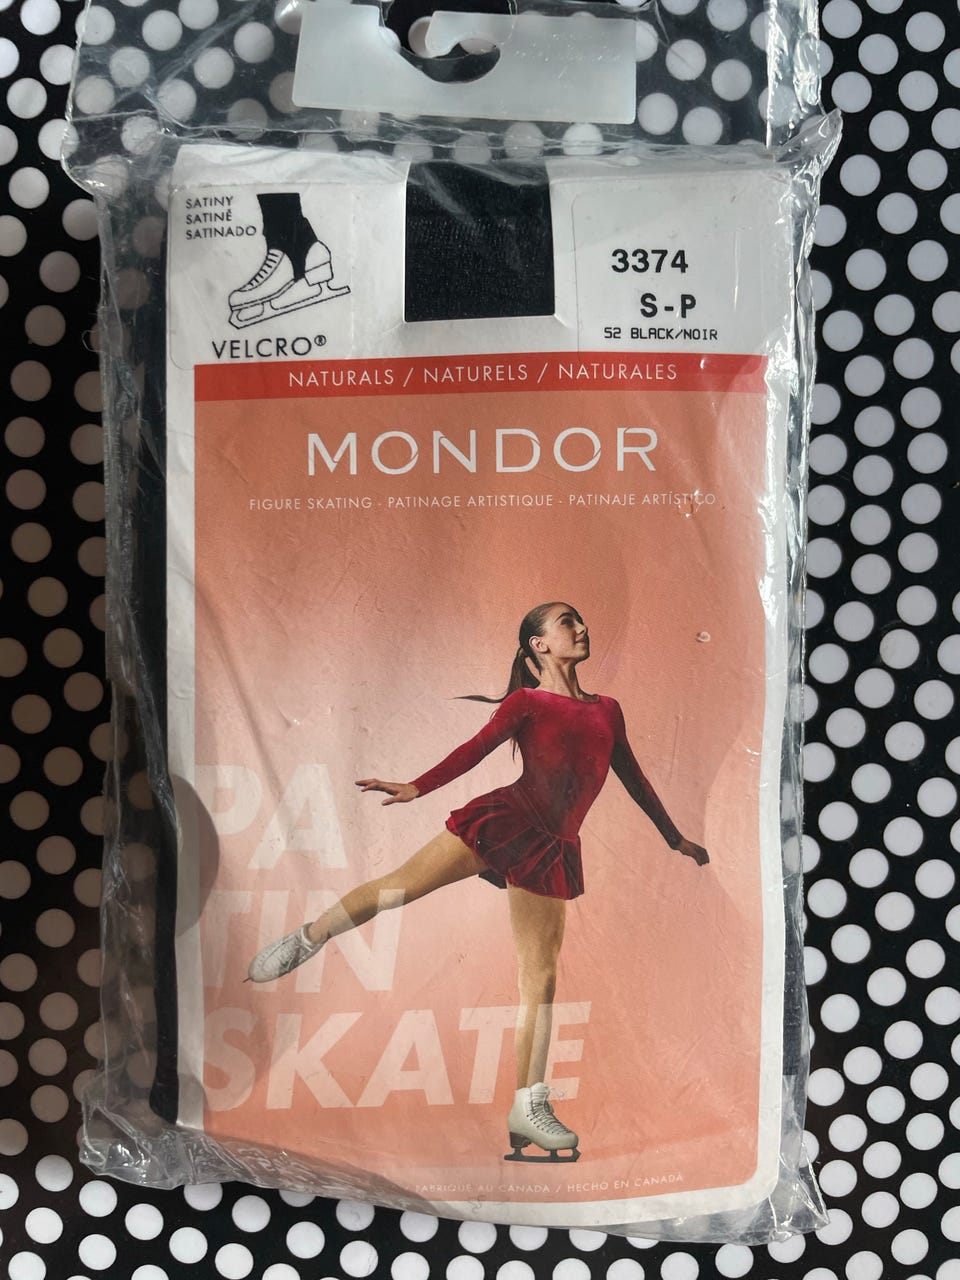 SATINY
SATINÉ
SATINADO
VELCRO®
3374
S-P
52 BLACK/NOIR
NATURALS / NATURELS / NATURALES
MONDOR
FIGURE SKATING - PATINAGE ARTISTIQUE - PATINAJE ARTÍSTICO
PA
TIN
SKATE
/ FABRIQUÉ AU CANADA / HECHO EN CANADÁ